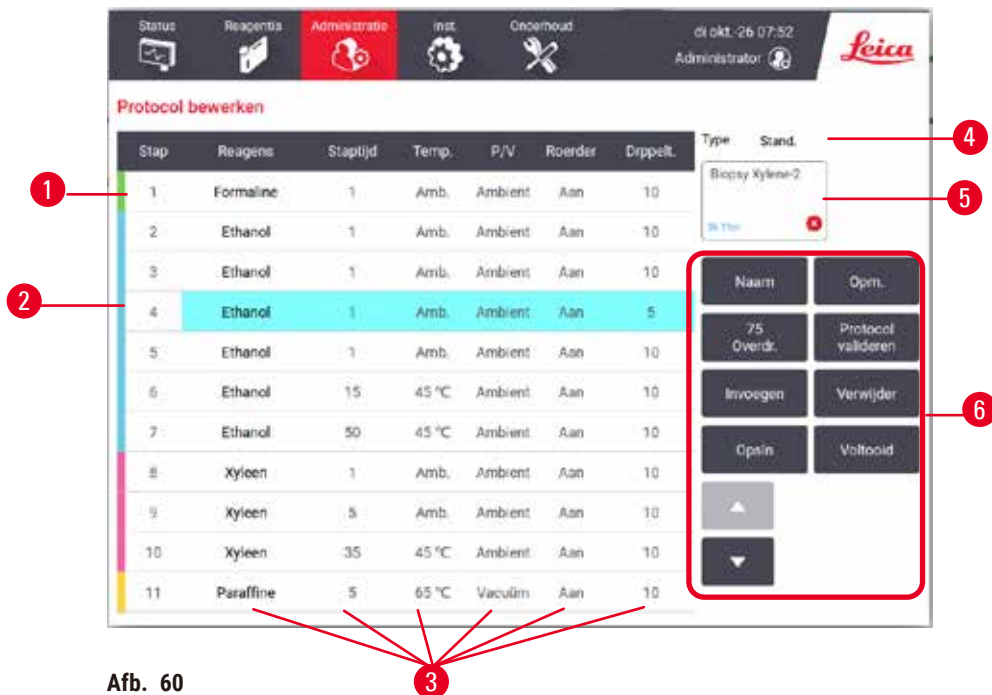 Status Reagentia Administratie Inst. Onderhoud
di okt.-26 07:52
Administrator
Leica
Protocol bewerken
Stap Reagens Staptijd Temp. P/V Roerder Drppelt.
1 Formaline 1 Amb. Ambient Aan 10
2 Ethanol 1 Amb. Ambient Aan 10
3 Ethanol 1 Amb. Ambient Aan 10
4 Ethanol 1 Amb. Ambient Aan 5
5 Ethanol 1 Amb. Ambient Aan 10
6 Ethanol 15 45 °C Ambient Aan 10
7 Ethanol 50 45 °C Ambient Aan 10
8 Xyleen 1 Amb. Ambient Aan 10
9 Xyleen 5 Amb. Ambient Aan 10
10 Xyleen 35 45 °C Ambient Aan 10
11 Paraffine 5 65 °C Vacuüm Aan 10
Type Stand.
Biopsy Xylene-2
Naam Opm.
75 Overdr.
Protocol valideren
Invoegen Verwijder
Opsln Voltooid
1
2
3
4
5
6
Afb. 60